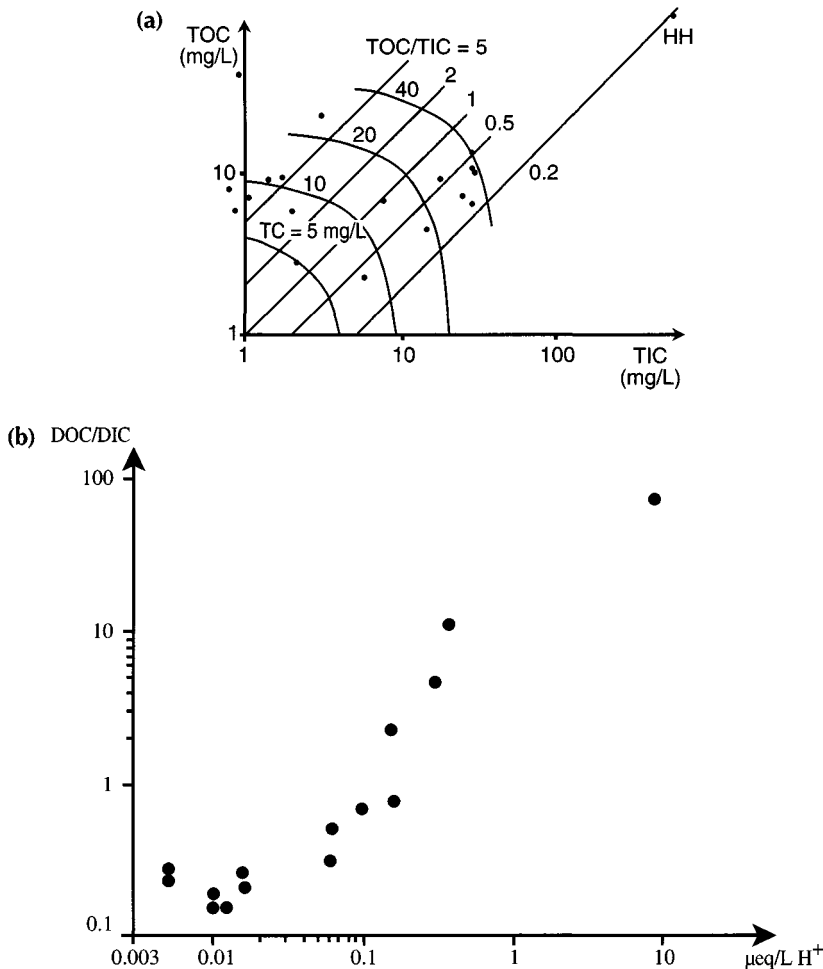 (a)
TOC
(mg/L)
TOC/TIC = 5
2
1
0.5
HH
40
20
10
0.2
10
TC = 5 mg/L
1
1
10
100
TIC
(mg/L)
(b) DOC/DIC
100
10
1
0.1
0.003
0.01
0.1
1
10
µeq/L H⁺